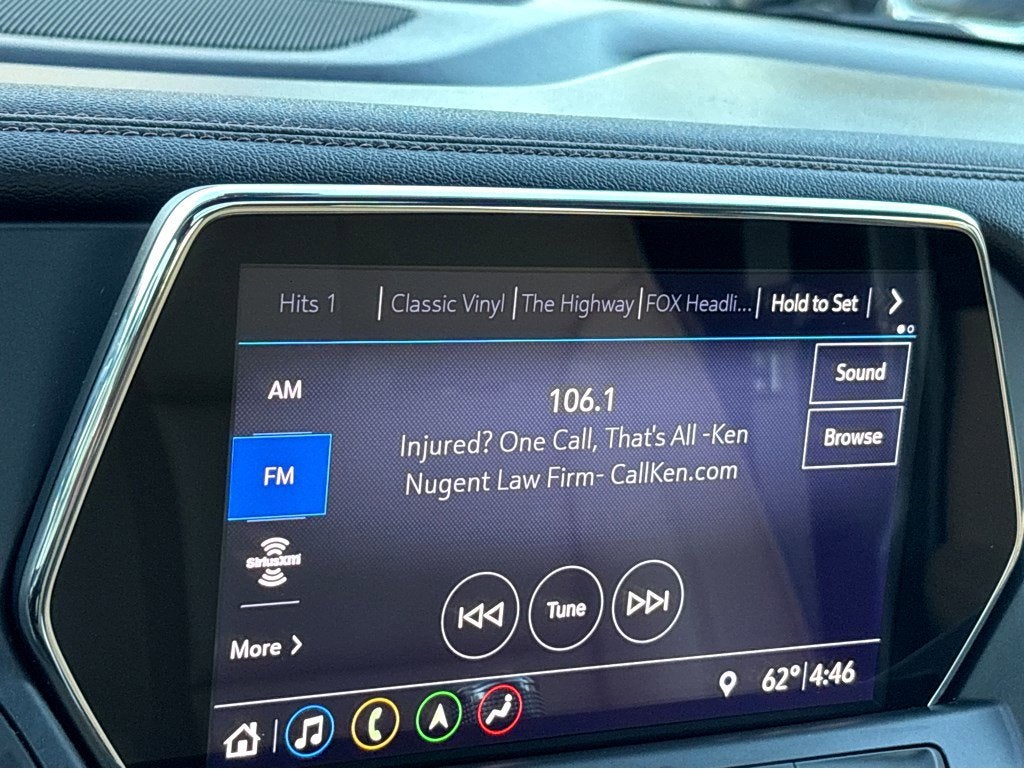 Hits 1 | Classic Vinyl | The Highway | FOX Headli... | Hold to Set |
Sound
AM
106.1
Browse
Injured? One Call, That's All -Ken
FM
Nugent Law Firm- CallKen.com
SiriusXM
Tune
More
62° | 4:46